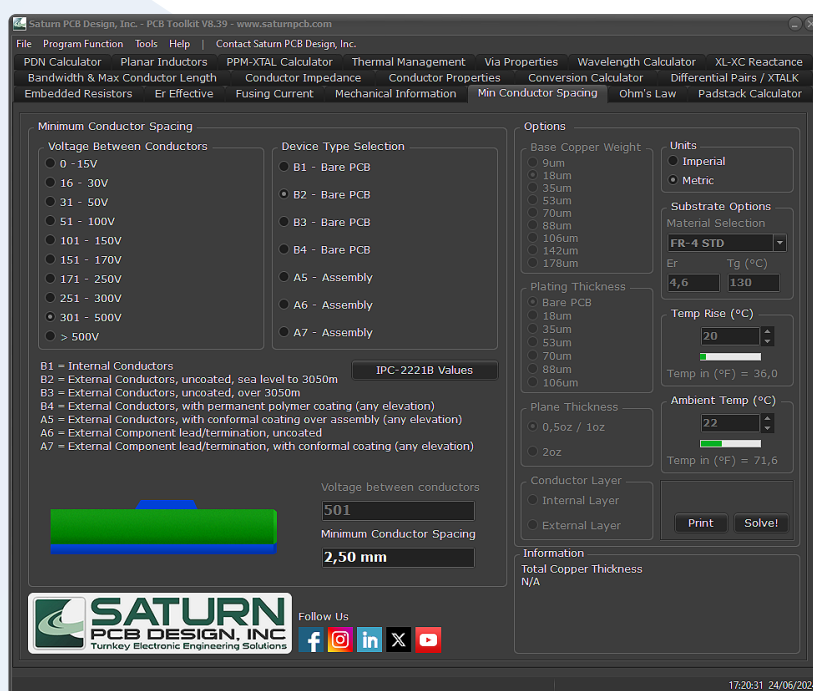 Saturn PCB Design, Inc. - PCB Toolkit V8.39 - www.saturnpcb.com
File Program Function Tools Help | Contact Saturn PCB Design, Inc.
PDN Calculator Planar Inductors PPM-XTAL Calculator Thermal Management Via Properties Wavelength Calculator XL-XC Reactance
Bandwidth & Max Conductor Length Conductor Impedance Conductor Properties Conversion Calculator Differential Pairs / XTALK
Embedded Resistors Er Effective Fusing Current Mechanical Information Min Conductor Spacing Ohm's Law Padstack Calculator
Minimum Conductor Spacing
Voltage Between Conductors
0 -15V
16 - 30V
31 - 50V
51 - 100V
101 - 150V
151 - 170V
171 - 250V
251 - 300V
301 - 500V
> 500V
Device Type Selection
B1 - Bare PCB
B2 - Bare PCB
B3 - Bare PCB
B4 - Bare PCB
A5 - Assembly
A6 - Assembly
A7 - Assembly
B1 = Internal Conductors
B2 = External Conductors, uncoated, sea level to 3050m
B3 = External Conductors, uncoated, over 3050m
B4 = External Conductors, with permanent polymer coating (any elevation)
A5 = External Conductors, with conformal coating over assembly (any elevation)
A6 = External Component lead/termination, uncoated
A7 = External Component lead/termination, with conformal coating (any elevation)
IPC-2221B Values
Voltage between conductors
501
Minimum Conductor Spacing
2,50 mm
Options
Base Copper Weight
9um
18um
35um
53um
70um
88um
106um
142um
178um
Plating Thickness
Bare PCB
18um
35um
53um
70um
88um
106um
Plane Thickness
0,5oz / 1oz
2oz
Conductor Layer
Internal Layer
External Layer
Units
Imperial
Metric
Substrate Options
Material Selection
FR-4 STD
Er Tg (ºC)
4,6 130
Temp Rise (ºC)
20
Temp in (ºF) = 36,0
Ambient Temp (ºC)
22
Temp in (ºF) = 71,6
Print Solve!
Information
Total Copper Thickness
N/A
SATURN
PCB DESIGN, INC
Turnkey Electronic Engineering Solutions
Follow Us
17:20:31 24/06/202